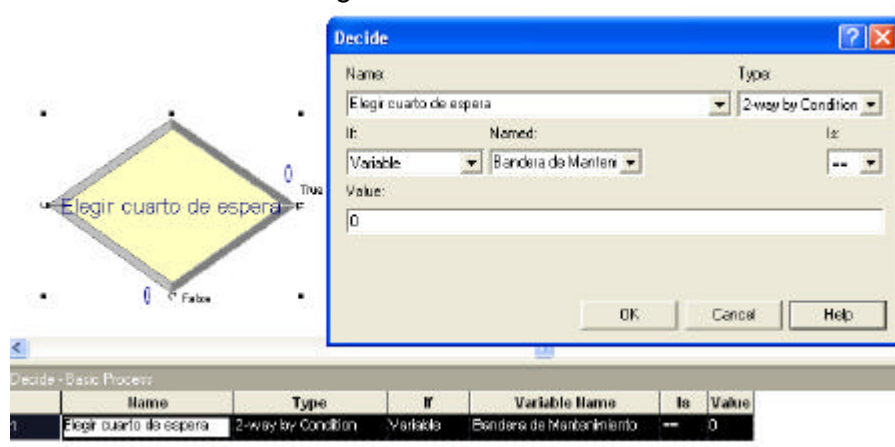 Decide
Name:
Type:
Elegir cuarto de espera
2-way by Condition
If:
Named:
Is:
Variable
Bandera de Manteni
==
Value:
0
OK
Cancel
Help
Elegir cuarto de espera
0
True
0
False
Decide - Basic Process
Name Type If Variable Name Is Value
1 Elegir cuarto de espera 2-way by Condition Variable Bandera de Mantenimiento == 0